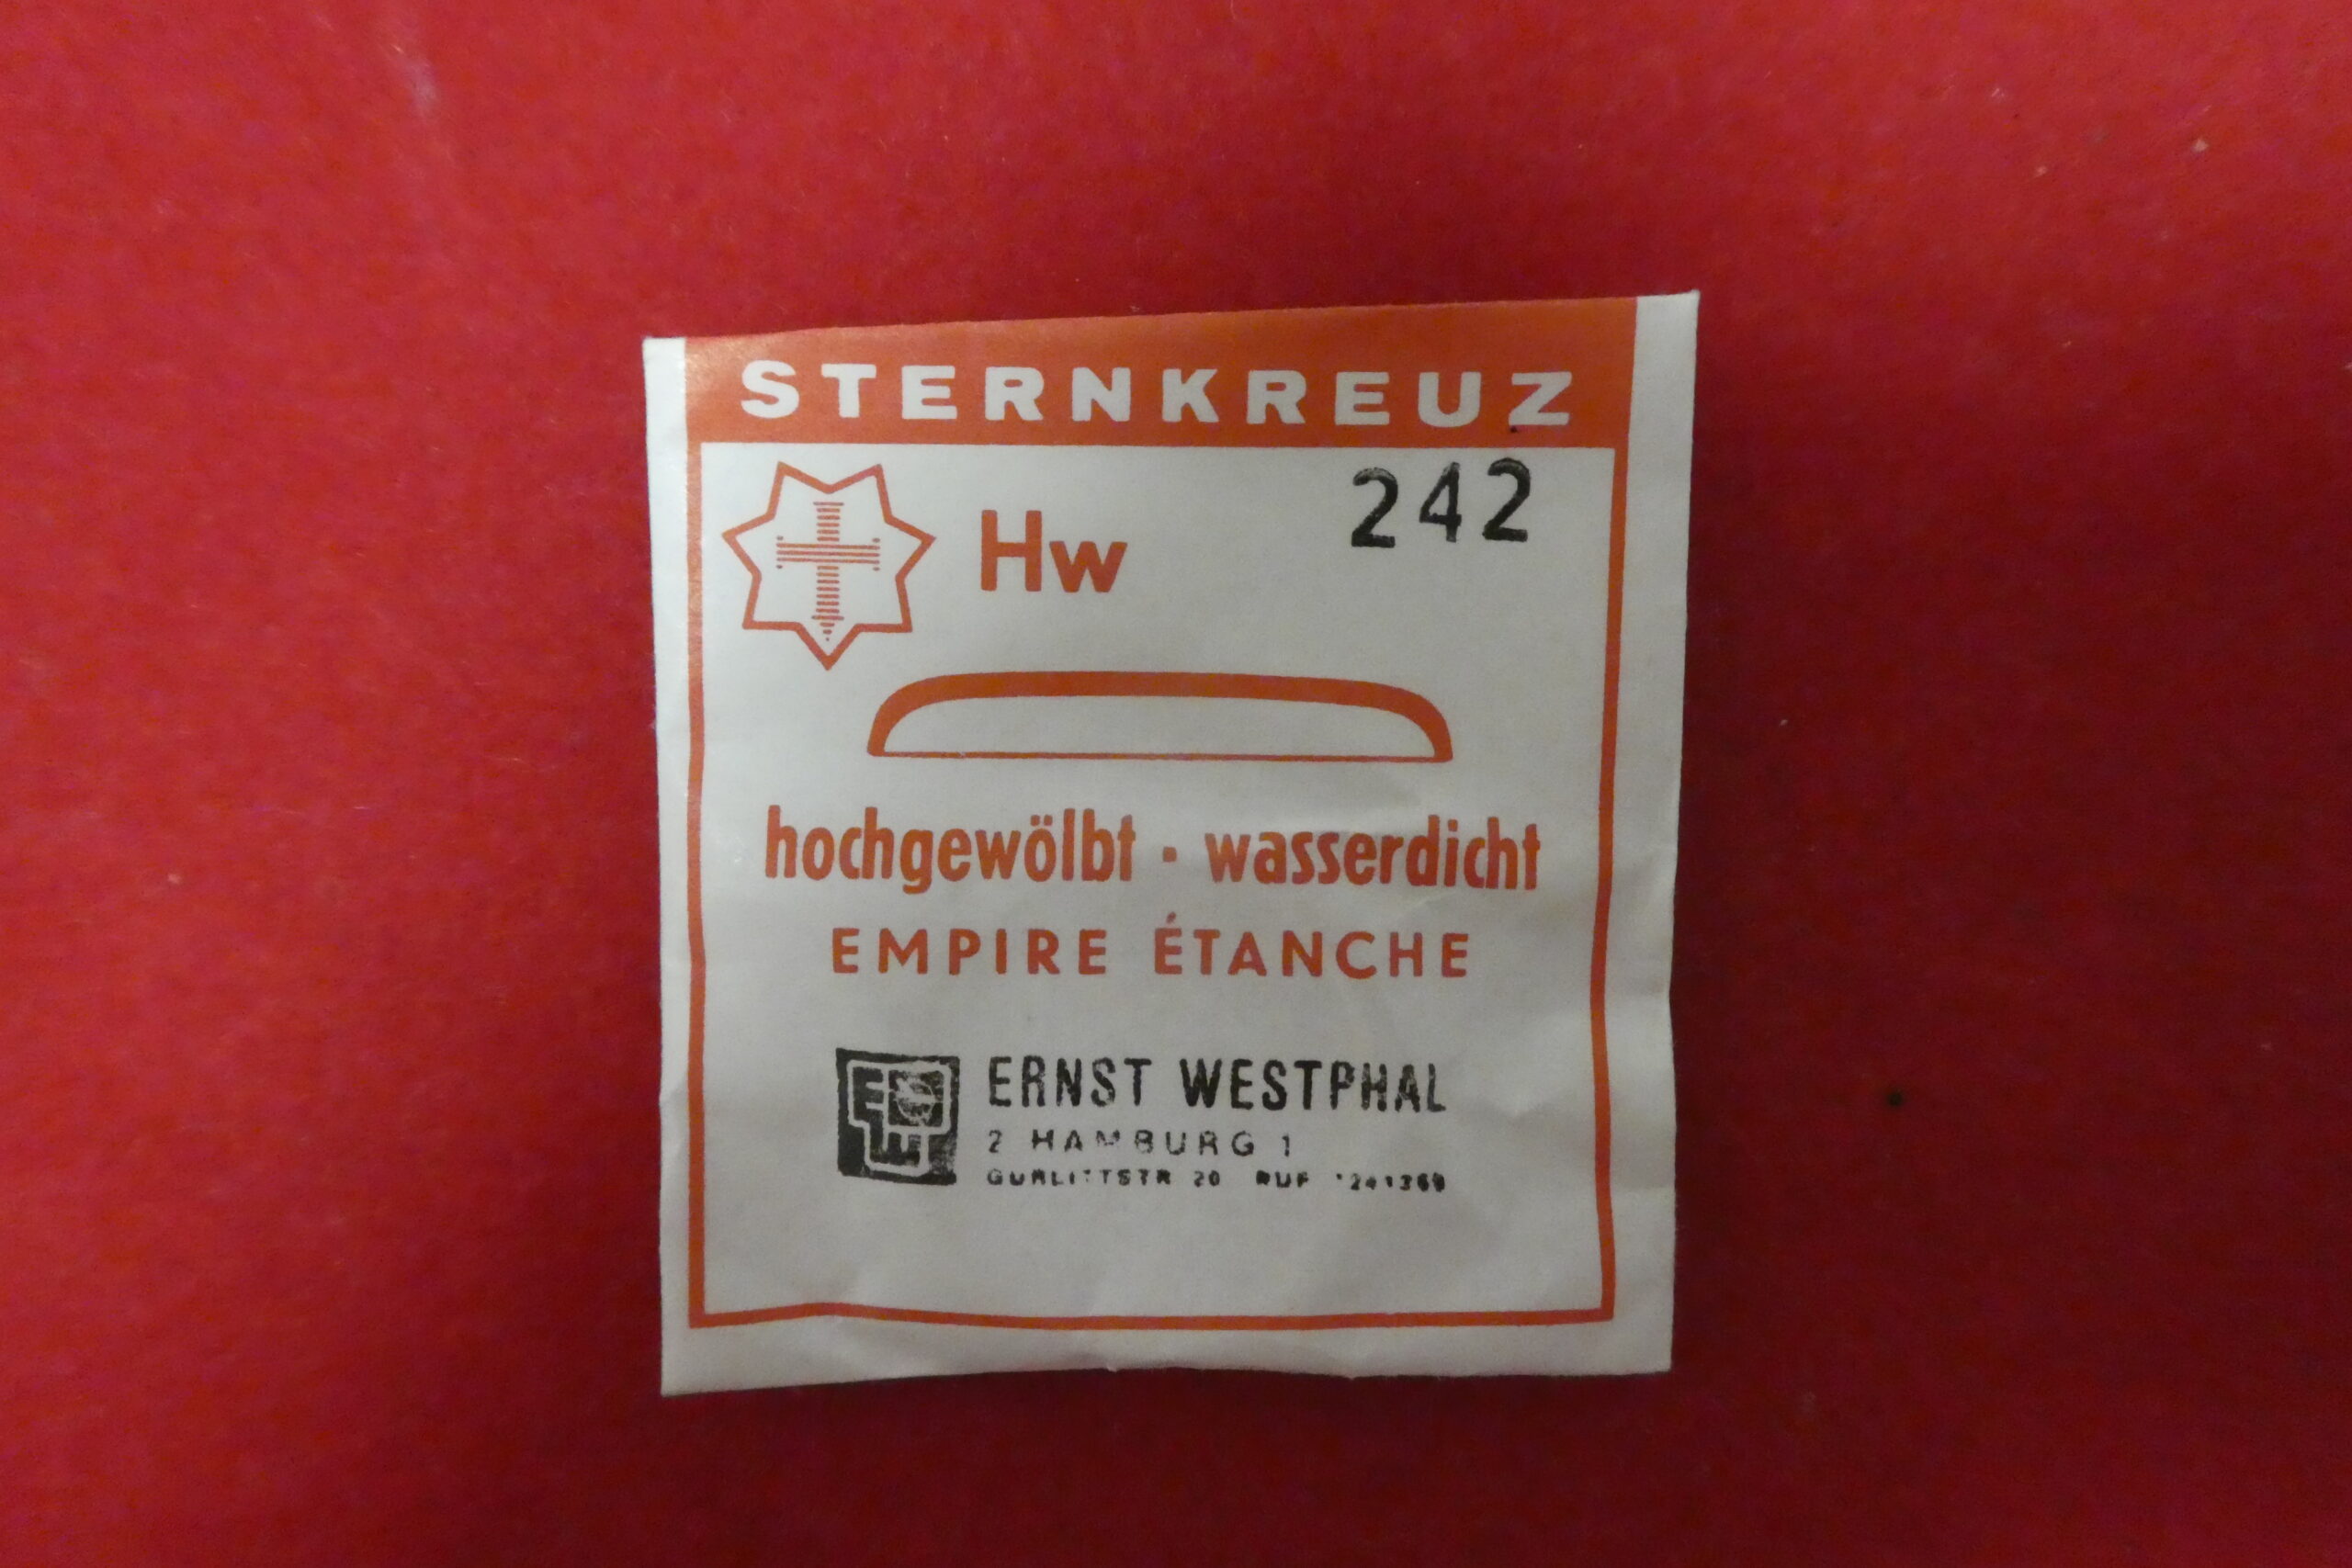 STERNKREUZ
Hw 242
hochgewölbt · wasserdicht
EMPIRE ÉTANCHE
ERNST WESTPHAL
2 HAMBURG 1
GURLITTSTR 20 RUF